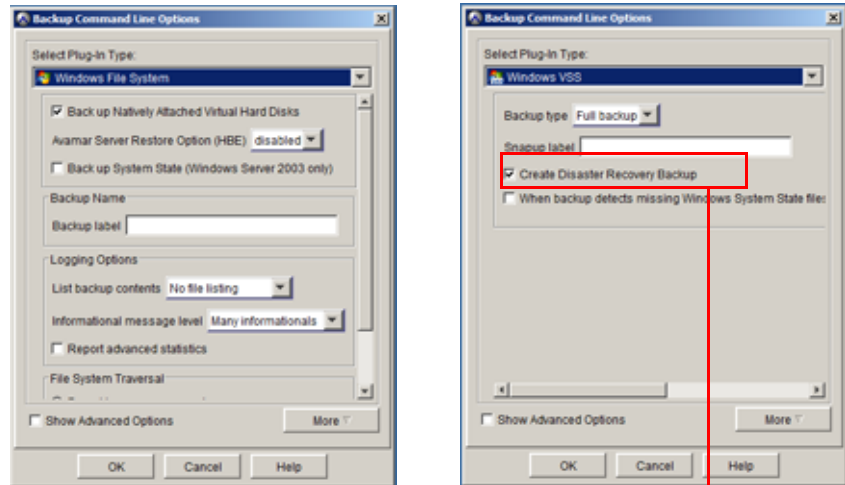 Backup Command Line Options
Select Plug-In Type:
Windows File System
Back up Natively Attached Virtual Hard Disks
Avamar Server Restore Option (HBE) disabled
Back up System State (Windows Server 2003 only)
Backup Name
Backup label
Logging Options
List backup contents No file listing
Informational message level Many informationals
Report advanced statistics
File System Traversal
Show Advanced Options
More
OK Cancel Help
Backup Command Line Options
Select Plug-In Type:
Windows VSS
Backup type Full backup
Snapup label
Create Disaster Recovery Backup
When backup detects missing Windows System State files
Show Advanced Options
More
OK Cancel Help